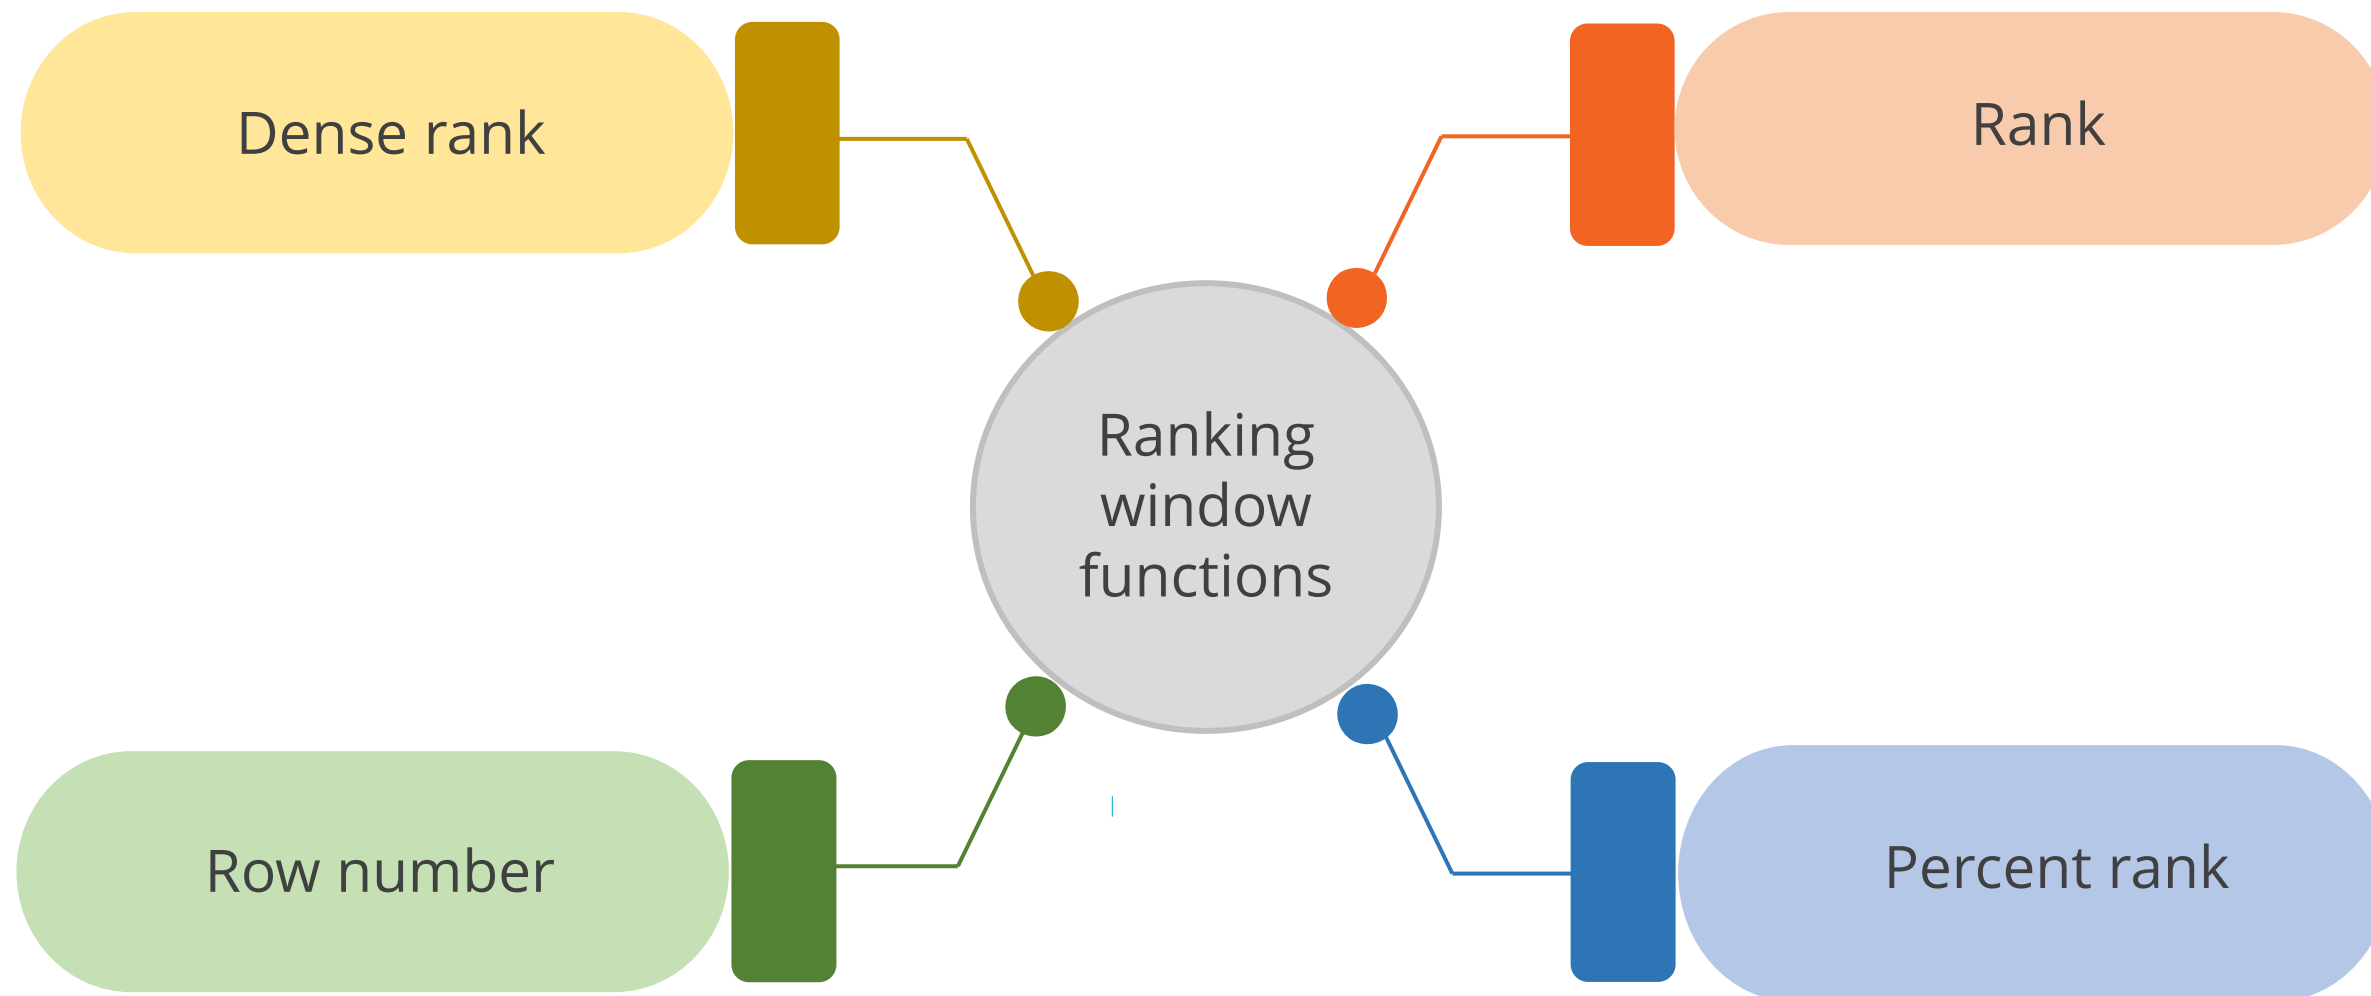 Dense rank
Rank
Ranking
window
functions
Row number
Percent rank